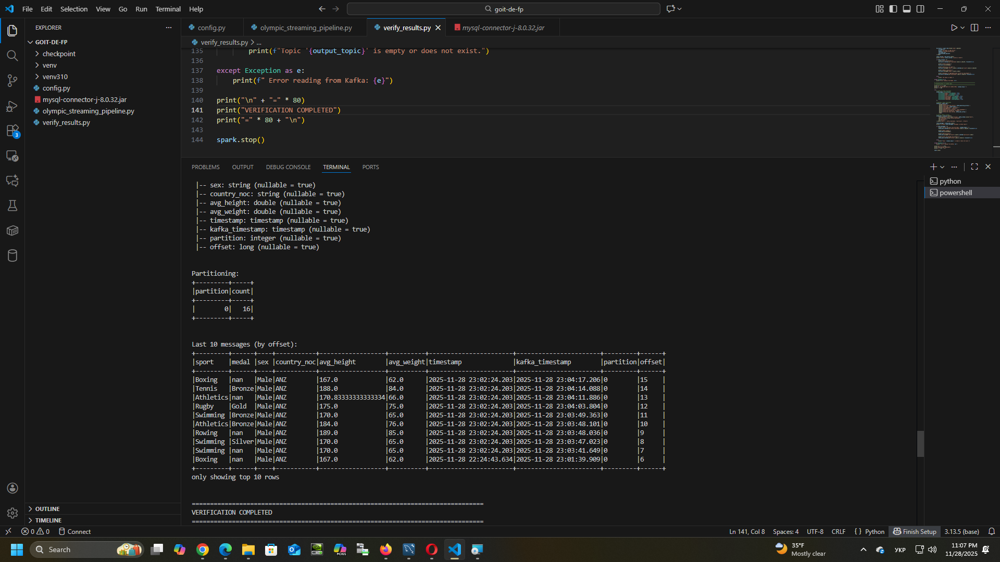 File Edit Selection View Go Run Terminal Help
goit-de-fp
EXPLORER
GOIT-DE-FP
checkpoint
venv
venv310
config.py
mysql-connector-j-8.0.32.jar
olympic_streaming_pipeline.py
verify_results.py
OUTLINE
TIMELINE
3
config.py olympic_streaming_pipeline.py verify_results.py mysql-connector-j-8.0.32.jar
verify_results.py > ...
135 print(f"Topic '{output_topic}' is empty or does not exist.")
136
137 except Exception as e:
138 print(f" Error reading from Kafka: {e}")
139
140 print("\n" + "=" * 80)
141 print("VERIFICATION COMPLETED")
142 print("=" * 80 + "\n")
143
144 spark.stop()
PROBLEMS OUTPUT DEBUG CONSOLE TERMINAL PORTS
python
powershell
|-- sex: string (nullable = true)
|-- country_noc: string (nullable = true)
|-- avg_height: double (nullable = true)
|-- avg_weight: double (nullable = true)
|-- timestamp: timestamp (nullable = true)
|-- kafka_timestamp: timestamp (nullable = true)
|-- partition: integer (nullable = true)
|-- offset: long (nullable = true)
Partitioning:
+---------+-----+
|partition|count|
+---------+-----+
|        0|   16|
+---------+-----+
Last 10 messages (by offset):
+---------+------+----+-----------+------------------+----------+-----------------------+-----------------------+---------+------+
|sport    |medal |sex |country_noc|avg_height        |avg_weight|timestamp              |kafka_timestamp        |partition|offset|
+---------+------+----+-----------+------------------+----------+-----------------------+-----------------------+---------+------+
|Boxing   |nan   |Male|ANZ        |167.0             |62.0      |2025-11-28 23:02:24.203|2025-11-28 23:04:17.206|0        |15    |
|Tennis   |Bronze|Male|ANZ        |188.0             |84.0      |2025-11-28 23:02:24.203|2025-11-28 23:04:14.088|0        |14    |
|Athletics|nan   |Male|ANZ        |170.83333333333334|66.0      |2025-11-28 23:02:24.203|2025-11-28 23:04:11.886|0        |13    |
|Rugby    |Gold  |Male|ANZ        |175.0             |75.0      |2025-11-28 23:02:24.203|2025-11-28 23:04:03.804|0        |12    |
|Swimming |Bronze|Male|ANZ        |170.0             |65.0      |2025-11-28 23:02:24.203|2025-11-28 23:03:49.363|0        |11    |
|Athletics|Bronze|Male|ANZ        |184.0             |76.0      |2025-11-28 23:02:24.203|2025-11-28 23:03:48.101|0        |10    |
|Rowing   |nan   |Male|ANZ        |189.0             |85.0      |2025-11-28 23:02:24.203|2025-11-28 23:03:48.036|0        |9     |
|Swimming |Silver|Male|ANZ        |170.0             |65.0      |2025-11-28 23:02:24.203|2025-11-28 23:03:47.023|0        |8     |
|Swimming |nan   |Male|ANZ        |170.0             |65.0      |2025-11-28 23:02:24.203|2025-11-28 23:03:41.649|0        |7     |
|Boxing   |nan   |Male|ANZ        |167.0             |62.0      |2025-11-28 22:24:43.634|2025-11-28 23:01:39.909|0        |6     |
+---------+------+----+-----------+------------------+----------+-----------------------+-----------------------+---------+------+
only showing top 10 rows
================================================================================
VERIFICATION COMPLETED
================================================================================
0 0 Connect
Ln 141, Col 8 Spaces: 4 UTF-8 CRLF {} Python Finish Setup 3.13.5 (base)
Search
M365
35°F
Mostly clear
УКР
11:07 PM
11/28/2025